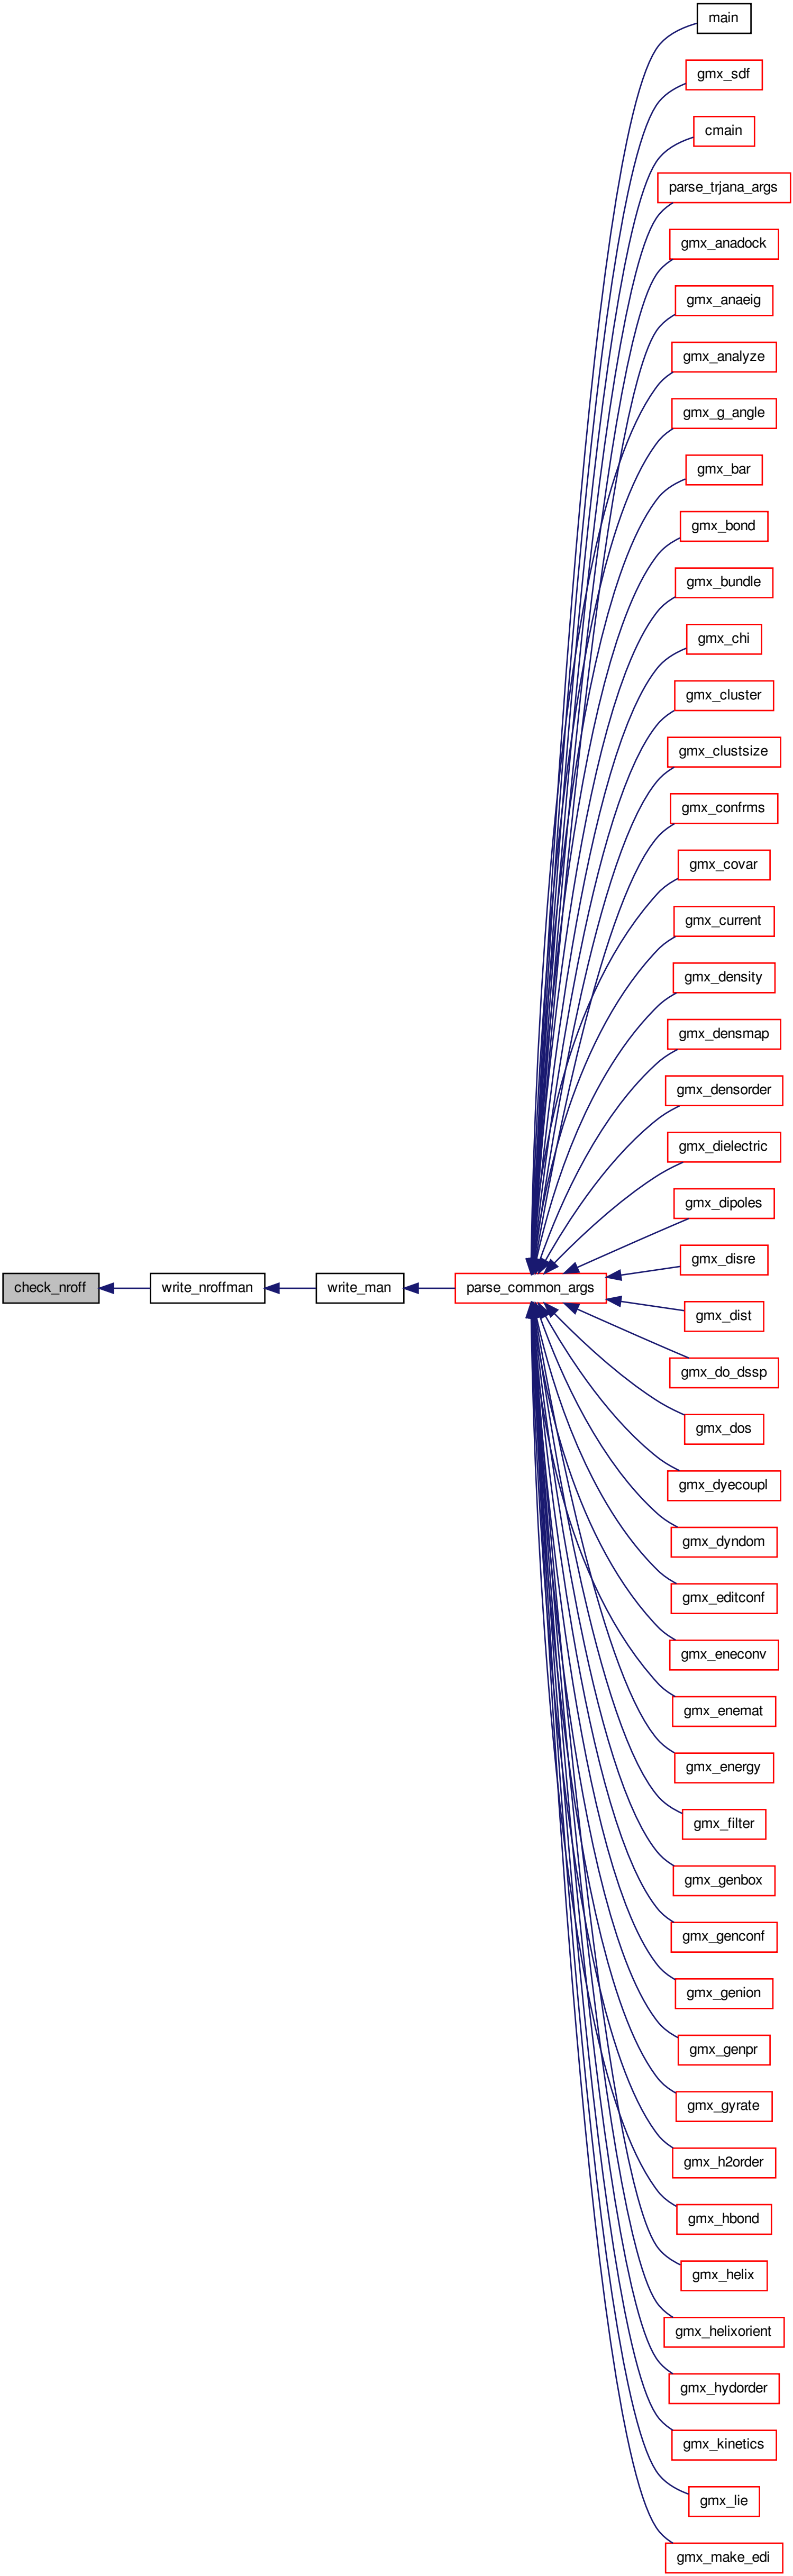 main
gmx_sdf
cmain
parse_trjana_args
gmx_anadock
gmx_anaeig
gmx_analyze
gmx_g_angle
gmx_bar
gmx_bond
gmx_bundle
gmx_chi
gmx_cluster
gmx_clustsize
gmx_confrms
gmx_covar
gmx_current
gmx_density
gmx_densmap
gmx_densorder
gmx_dielectric
gmx_dipoles
gmx_disre
check_nroff
write_nroffman
write_man
parse_common_args
gmx_dist
gmx_do_dssp
gmx_dos
gmx_dyecoupl
gmx_dyndom
gmx_editconf
gmx_eneconv
gmx_enemat
gmx_energy
gmx_filter
gmx_genbox
gmx_genconf
gmx_genion
gmx_genpr
gmx_gyrate
gmx_h2order
gmx_hbond
gmx_helix
gmx_helixorient
gmx_hydorder
gmx_kinetics
gmx_lie
gmx_make_edi